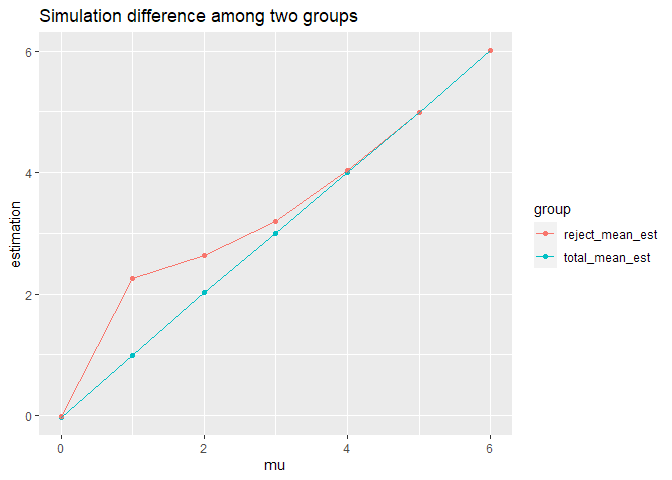 Simulation difference among two groups
estimation
6
4
2
0
0 2 4 6
mu
group
reject_mean_est
total_mean_est